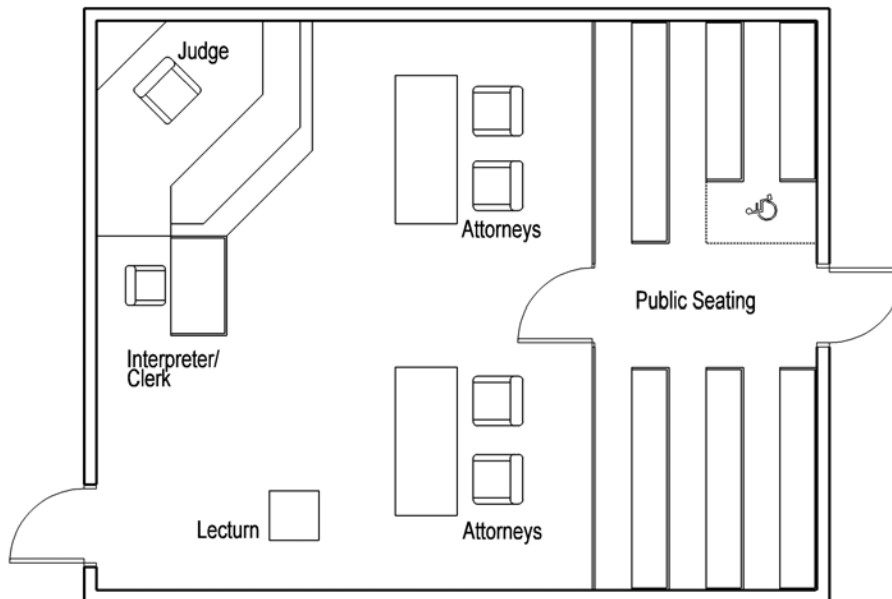 Judge
Attorneys
Public Seating
Interpreter/
Clerk
Lecturn
Attorneys